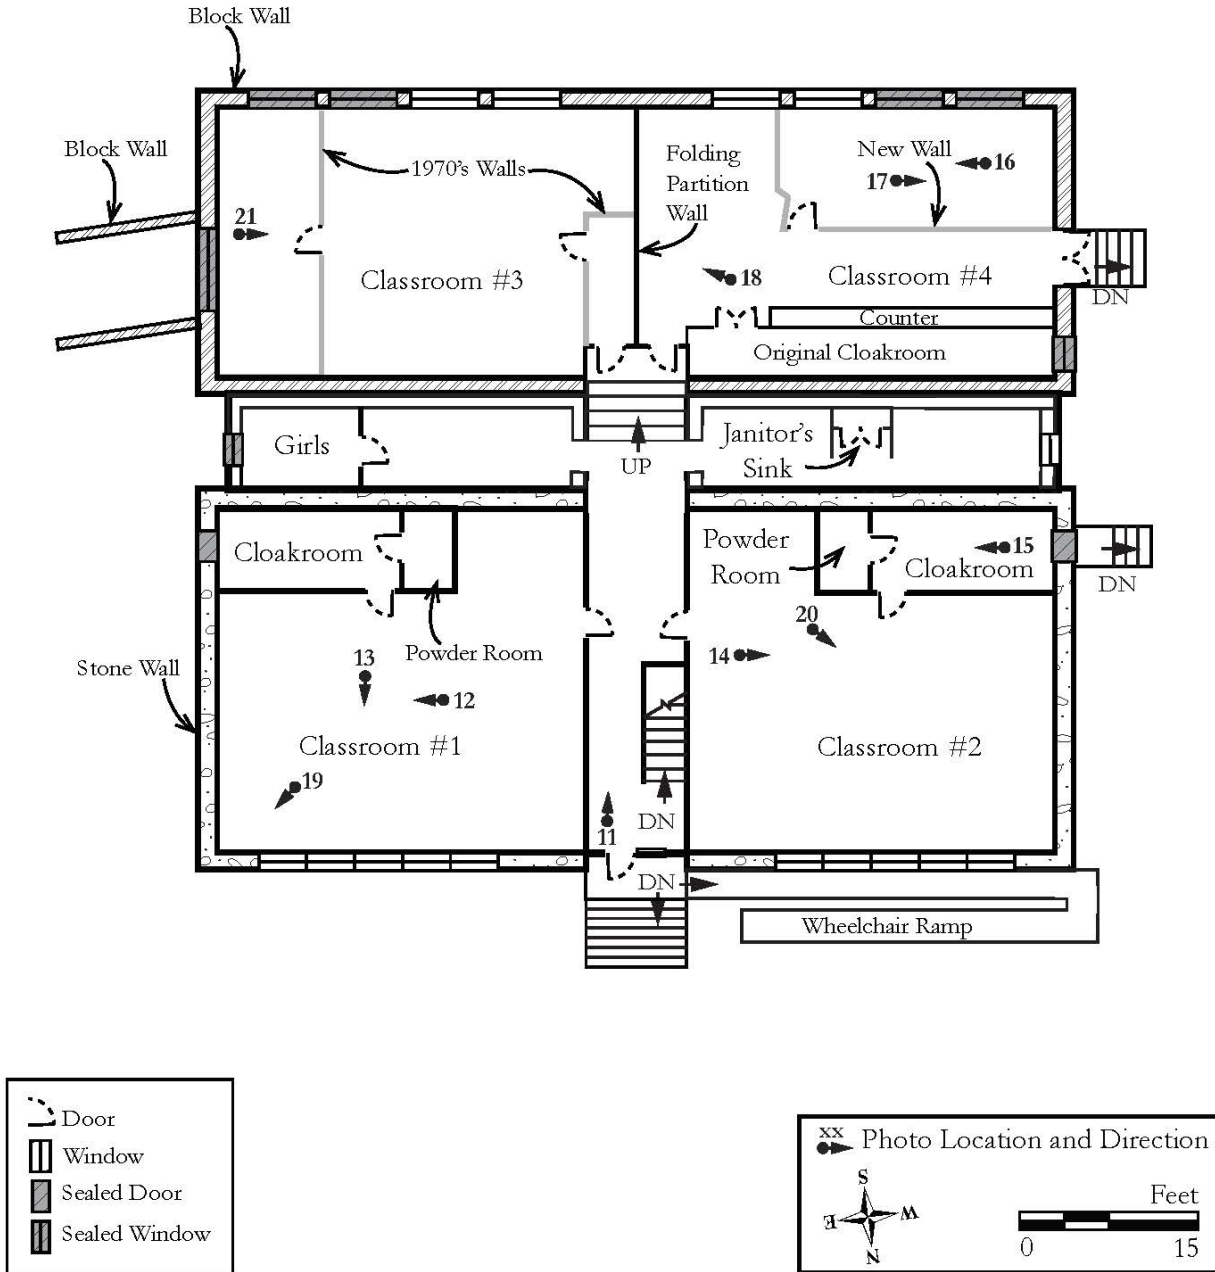 Block Wall
Block Wall
1970's Walls
Folding
Partition
Wall
New Wall
16
17
21
18
Classroom #3
Classroom #4
DN
Counter
Original Cloakroom
Girls
UP
Janitor's
Sink
Cloakroom
Powder
Room
15
Cloakroom
DN
20
Stone Wall
13
Powder Room
14
12
Classroom #1
Classroom #2
19
11
DN
DN
Wheelchair Ramp
Door
Window
Sealed Door
Sealed Window
xx
Photo Location and Direction
S
E
W
N
Feet
0
15